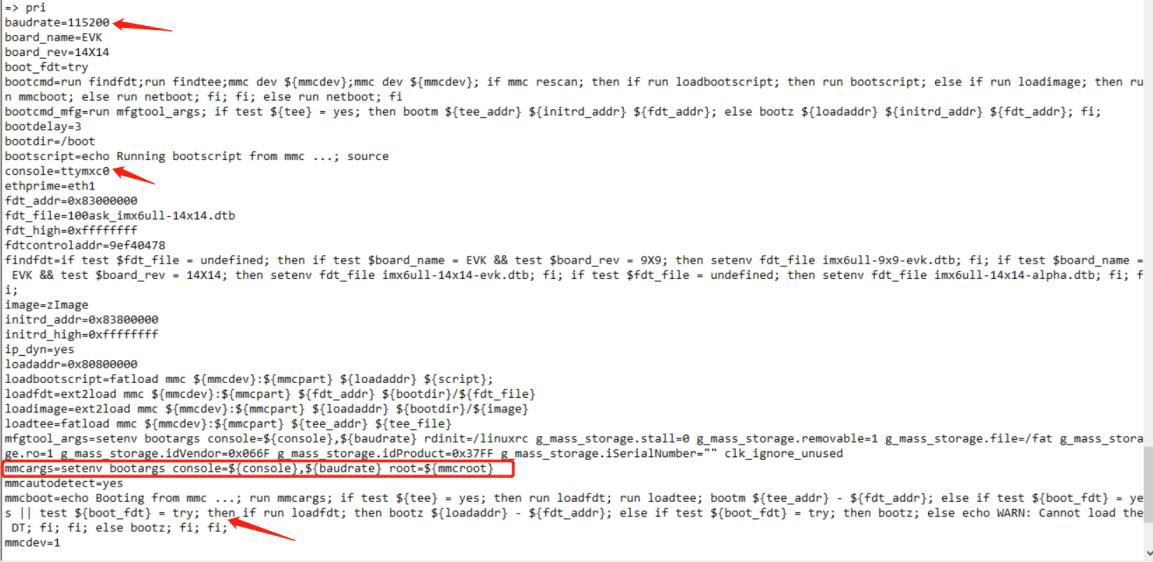 => pri
baudrate=115200
board_name=EVK
board_rev=14X14
boot_fdt=try
bootcmd=run findfdt;run findtee;mmc dev ${mmcdev};mmc dev ${mmcdev}; if mmc rescan; then if run loadbootscript; then run bootscript; else if run loadimage; then ru
n mmcboot; else run netboot; fi; fi; else run netboot; fi
bootcmd_mfg=run mfgtool_args; if test ${tee} = yes; then bootm ${tee_addr} ${initrd_addr} ${fdt_addr}; else bootz ${loadaddr} ${initrd_addr} ${fdt_addr}; fi;
bootdelay=3
bootdir=/boot
bootscript=echo Running bootscript from mmc ...; source
console=ttymxc0
ethprime=eth1
fdt_addr=0x83000000
fdt_file=100ask_imx6ull-14x14.dtb
fdt_high=0xffffffff
fdtcontroladdr=9ef40478
findfdt=if test $fdt_file = undefined; then if test $board_name = EVK && test $board_rev = 9X9; then setenv fdt_file imx6ull-9x9-evk.dtb; fi; if test $board_name =
 EVK && test $board_rev = 14X14; then setenv fdt_file imx6ull-14x14-evk.dtb; fi; if test $fdt_file = undefined; then setenv fdt_file imx6ull-14x14-alpha.dtb; fi; f
i;
image=zImage
initrd_addr=0x83800000
initrd_high=0xffffffff
ip_dyn=yes
loadaddr=0x80800000
loadbootscript=fatload mmc ${mmcdev}:${mmcpart} ${loadaddr} ${script};
loadfdt=ext2load mmc ${mmcdev}:${mmcpart} ${fdt_addr} ${bootdir}/${fdt_file}
loadimage=ext2load mmc ${mmcdev}:${mmcpart} ${loadaddr} ${bootdir}/${image}
loadtee=fatload mmc ${mmcdev}:${mmcpart} ${tee_addr} ${tee_file}
mfgtool_args=setenv bootargs console=${console},${baudrate} rdinit=/linuxrc g_mass_storage.stall=0 g_mass_storage.removable=1 g_mass_storage.file=/fat g_mass_stora
ge.ro=1 g_mass_storage.idVendor=0x066F g_mass_storage.idProduct=0x37FF g_mass_storage.iSerialNumber="" clk_ignore_unused
mmcargs=setenv bootargs console=${console},${baudrate} root=${mmcroot}
mmcautodetect=yes
mmcboot=echo Booting from mmc ...; run mmcargs; if test ${tee} = yes; then run loadfdt; run loadtee; bootm ${tee_addr} - ${fdt_addr}; else if test ${boot_fdt} = ye
s || test ${boot_fdt} = try; then if run loadfdt; then bootz ${loadaddr} - ${fdt_addr}; else if test ${boot_fdt} = try; then bootz; else echo WARN: Cannot load the
 DT; fi; fi; else bootz; fi; fi;
mmcdev=1